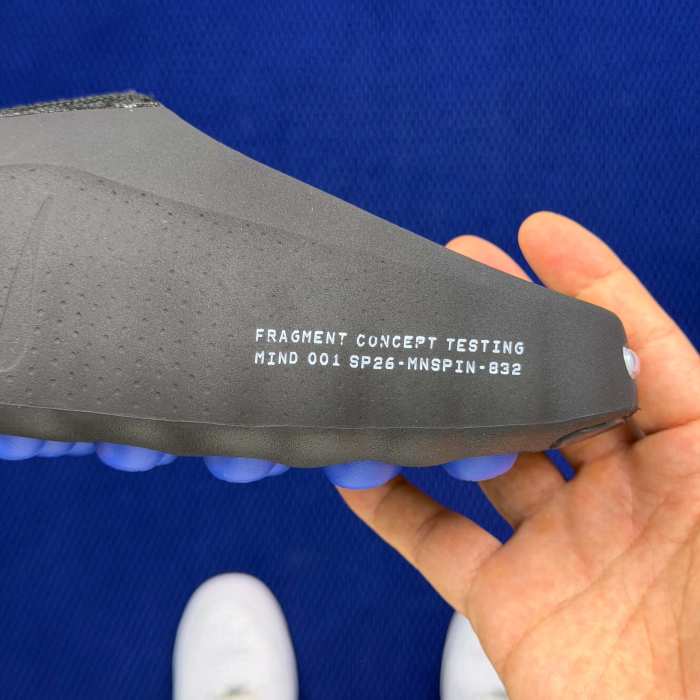 FRAGMENT CONCEPT TESTING
MIND 001 SP26-MNSPIN-832